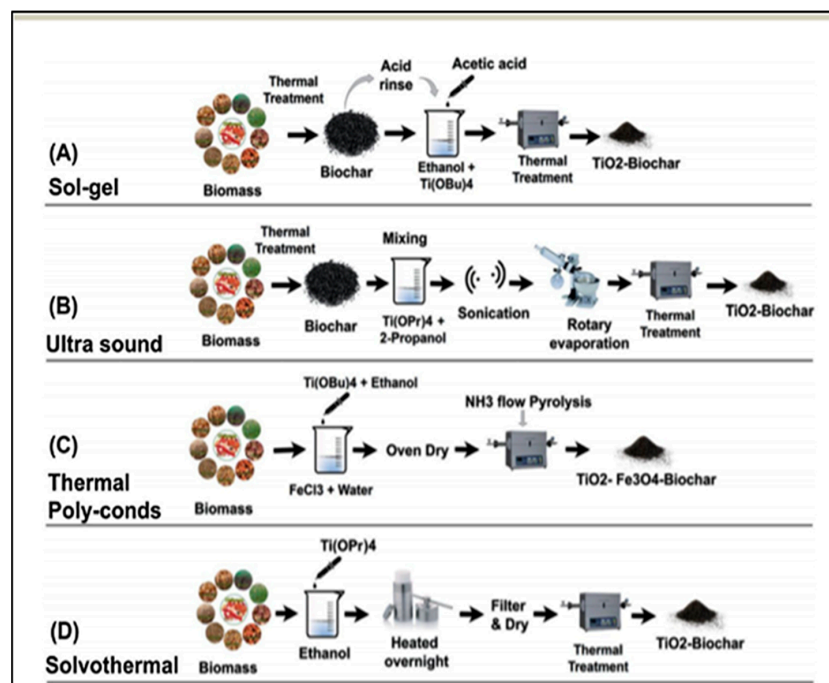 Thermal
Treatment
Acid
rinse
Acetic acid
(A)
Sol-gel
Biomass
Biochar
Ethanol +
Ti(OBu)4
Thermal
Treatment
TiO2-Biochar
Thermal
Treatment
Mixing
(B)
Ultra sound
Biomass
Biochar
Ti(OPr)4 +
2-Propanol
Sonication
Rotary
evaporation
Thermal
Treatment
TiO2-Biochar
Ti(OBu)4 + Ethanol
NH3 flow Pyrolysis
(C)
Thermal
Poly-conds
Biomass
FeCl3 + Water
Oven Dry
TiO2- Fe3O4-Biochar
Ti(OPr)4
(D)
Solvothermal
Biomass
Ethanol
Heated
overnight
Filter
& Dry
Thermal
Treatment
TiO2-Biochar